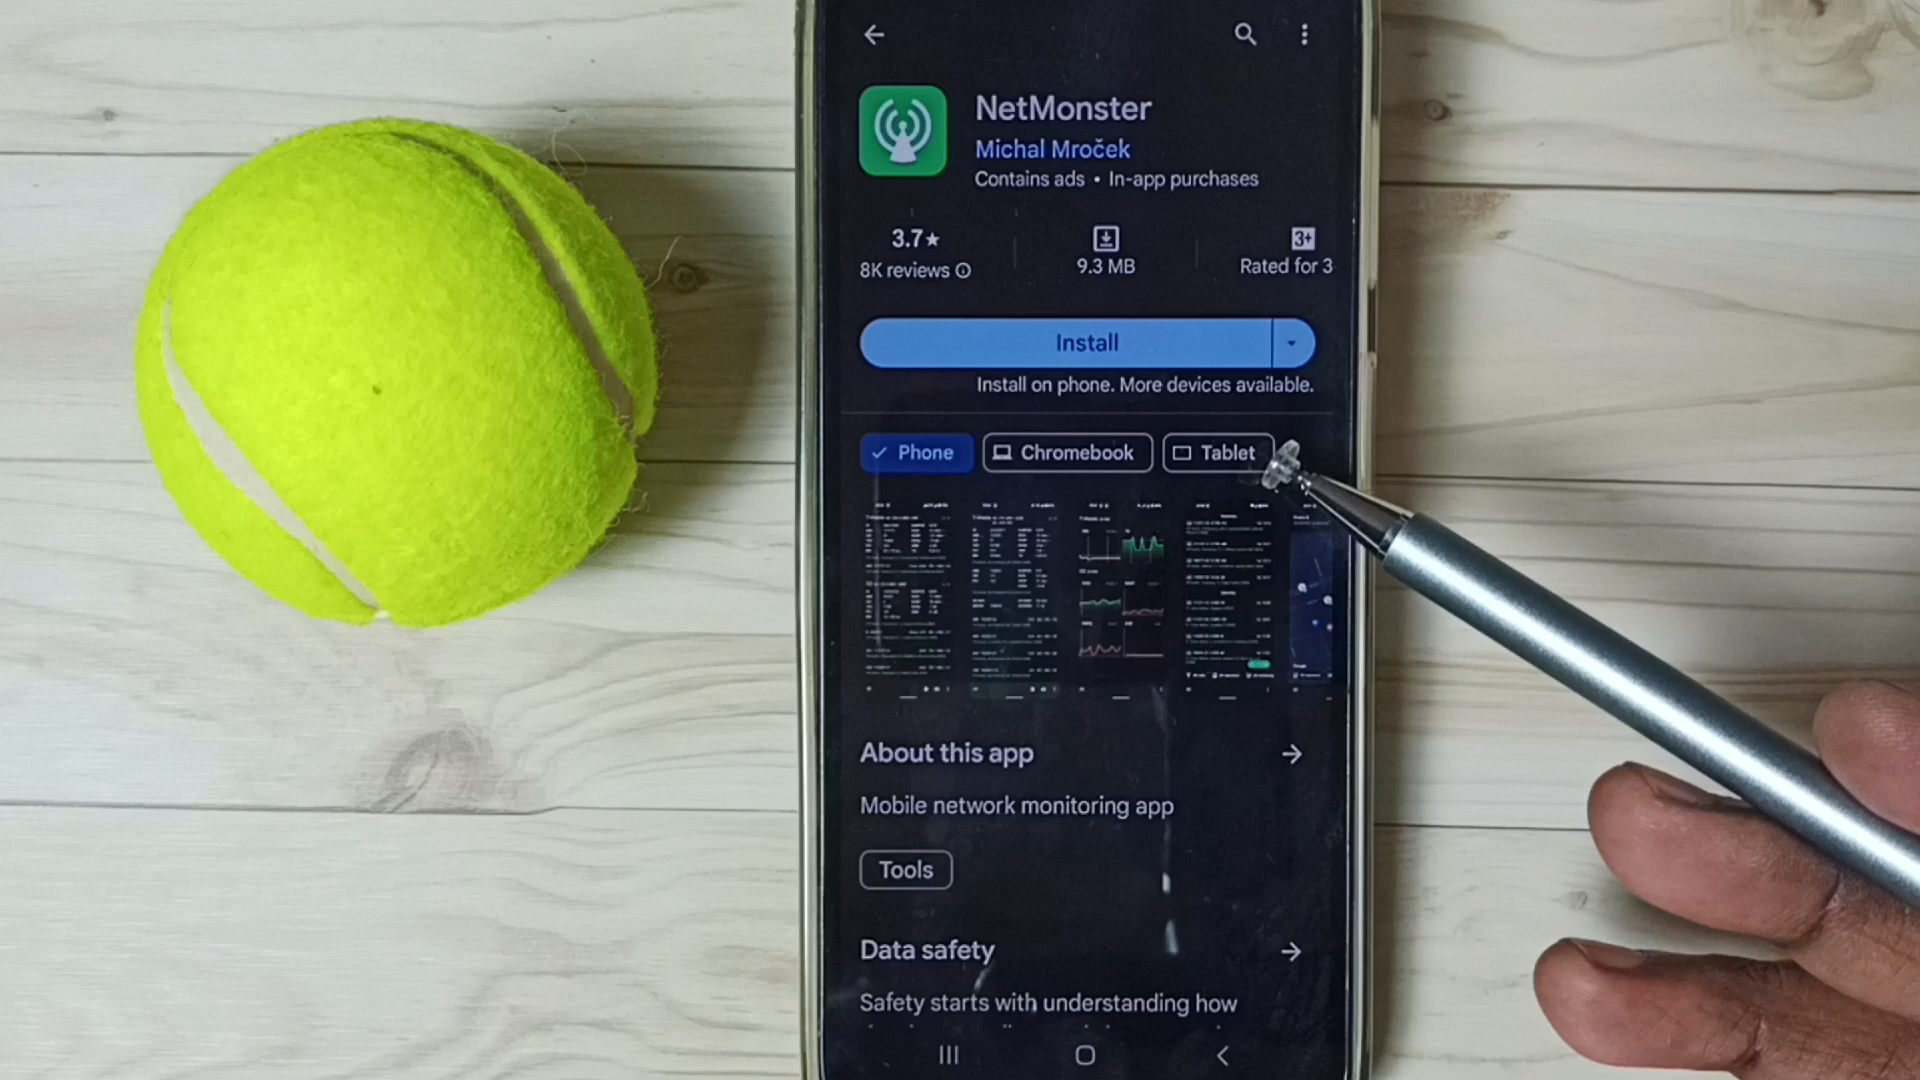 NetMonster
Michal Mroček
Contains ads • In-app purchases
3.7★
8K reviews
9.3 MB
3+
Rated for 3
Install
Install on phone. More devices available.
Phone
Chromebook
Tablet
About this app
Mobile network monitoring app
Tools
Data safety
Safety starts with understanding how